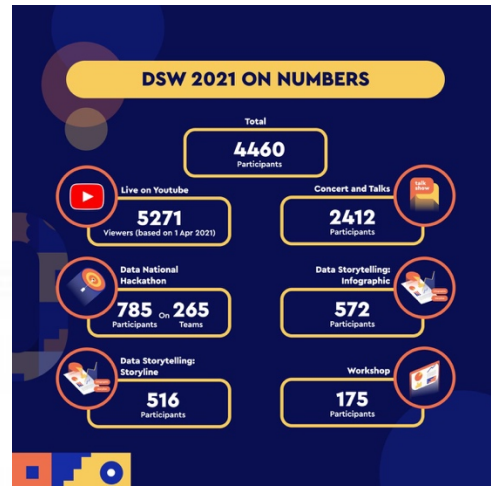 DSW 2021 ON NUMBERS
Total
4460
Participants
Live on Youtube
5271
Viewers (based on 1 Apr 2021)
Concert and Talks
talk
show
2412
Participants
Data National
Hackathon
785 On 265
Participants Teams
Data Storytelling:
Infographic
572
Participants
Data Storytelling:
Storyline
516
Participants
Workshop
175
Participants